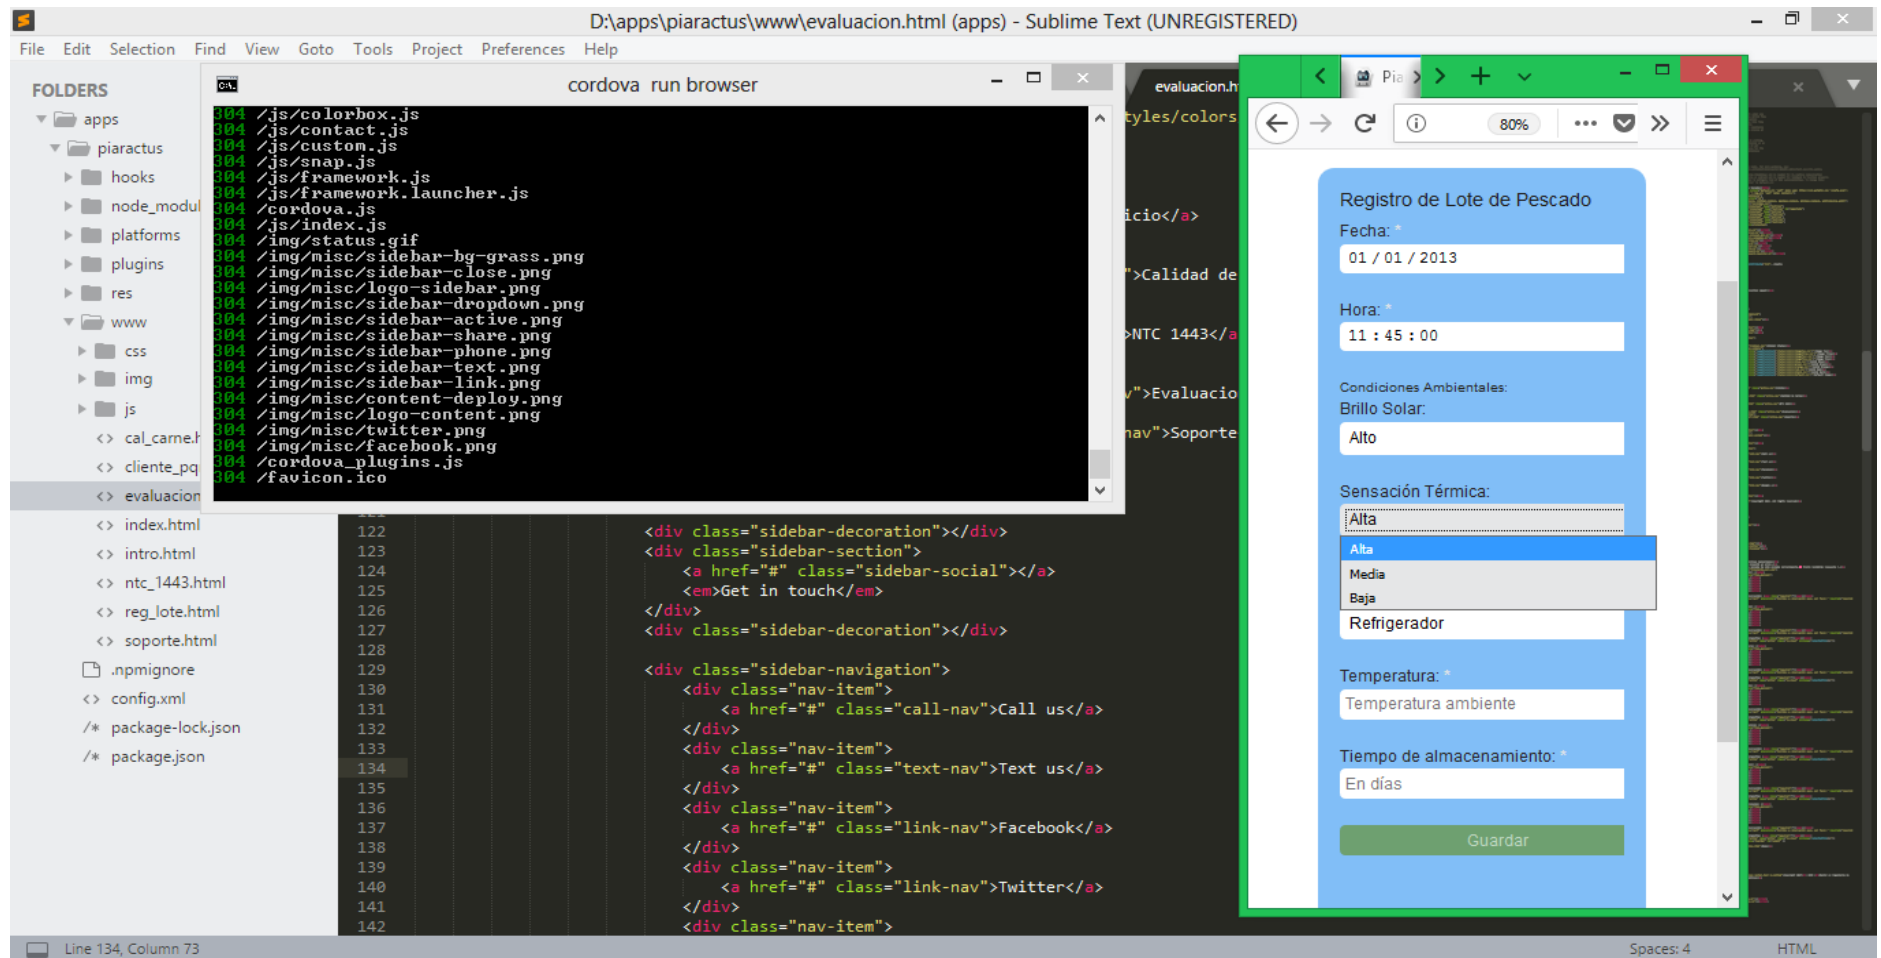 D:\apps\piaractus\www\evaluacion.html (apps) - Sublime Text (UNREGISTERED)
File Edit Selection Find View Goto Tools Project Preferences Help
FOLDERS
apps
piaractus
hooks
node_modul
platforms
plugins
res
www
css
img
js
cal_carne.h
cliente_pq
evaluacion
index.html
intro.html
ntc_1443.html
reg_lote.html
soporte.html
.npmignore
config.xml
package-lock.json
package.json
cordova run browser
304 /js/colorbox.js
304 /js/contact.js
304 /js/custom.js
304 /js/snap.js
304 /js/framework.js
304 /js/framework.launcher.js
304 /cordova.js
304 /js/index.js
304 /img/status.gif
304 /img/misc/sidebar-bg-grass.png
304 /img/misc/sidebar-close.png
304 /img/misc/logo-sidebar.png
304 /img/misc/sidebar-dropdown.png
304 /img/misc/sidebar-active.png
304 /img/misc/sidebar-share.png
304 /img/misc/sidebar-phone.png
304 /img/misc/sidebar-text.png
304 /img/misc/sidebar-link.png
304 /img/misc/content-deploy.png
304 /img/misc/logo-content.png
304 /img/misc/twitter.png
304 /img/misc/facebook.png
304 /cordova_plugins.js
304 /favicon.ico
evaluacion.h
tyles/colors
icio</a>
">Calidad de
>NTC 1443</a
v">Evaluacio
nav">Soporte
122 <div class="sidebar-decoration"></div>
123 <div class="sidebar-section">
124 <a href="#" class="sidebar-social"></a>
125 <em>Get in touch</em>
126 </div>
127 <div class="sidebar-decoration"></div>
128
129 <div class="sidebar-navigation">
130 <div class="nav-item">
131 <a href="#" class="call-nav">Call us</a>
132 </div>
133 <div class="nav-item">
134 <a href="#" class="text-nav">Text us</a>
135 </div>
136 <div class="nav-item">
137 <a href="#" class="link-nav">Facebook</a>
138 </div>
139 <div class="nav-item">
140 <a href="#" class="link-nav">Twitter</a>
141 </div>
142 <div class="nav-item">
Pia
80%
Registro de Lote de Pescado
Fecha: *
01 / 01 / 2013
Hora: *
11 : 45 : 00
Condiciones Ambientales:
Brillo Solar:
Alto
Sensación Térmica:
Alta
Alta
Media
Baja
Refrigerador
Temperatura: *
Temperatura ambiente
Tiempo de almacenamiento: *
En días
Guardar
Line 134, Column 73
Spaces: 4
HTML